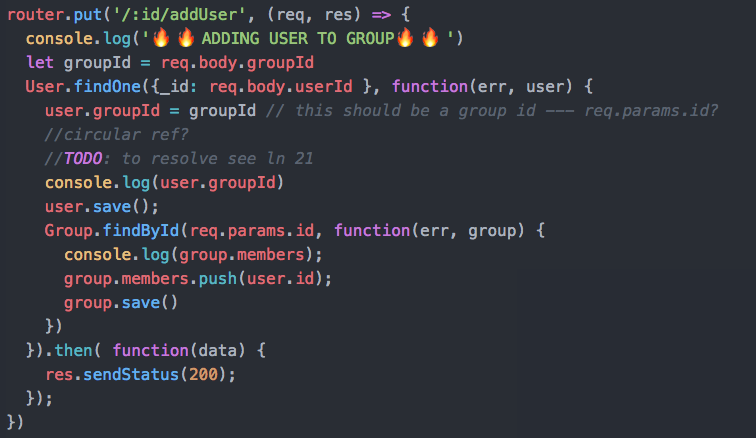 router.put('/:id/addUser', (req, res) => {
  console.log('🔥 🔥 ADDING USER TO GROUP🔥 🔥 ')
  let groupId = req.body.groupId
  User.findOne({_id: req.body.userId }, function(err, user) {
    user.groupId = groupId // this should be a group id --- req.params.id?
    //circular ref?
    //TODO: to resolve see ln 21
    console.log(user.groupId)
    user.save();
    Group.findById(req.params.id, function(err, group) {
      console.log(group.members);
      group.members.push(user.id);
      group.save()
    })
  }).then( function(data) {
    res.sendStatus(200);
  });
})